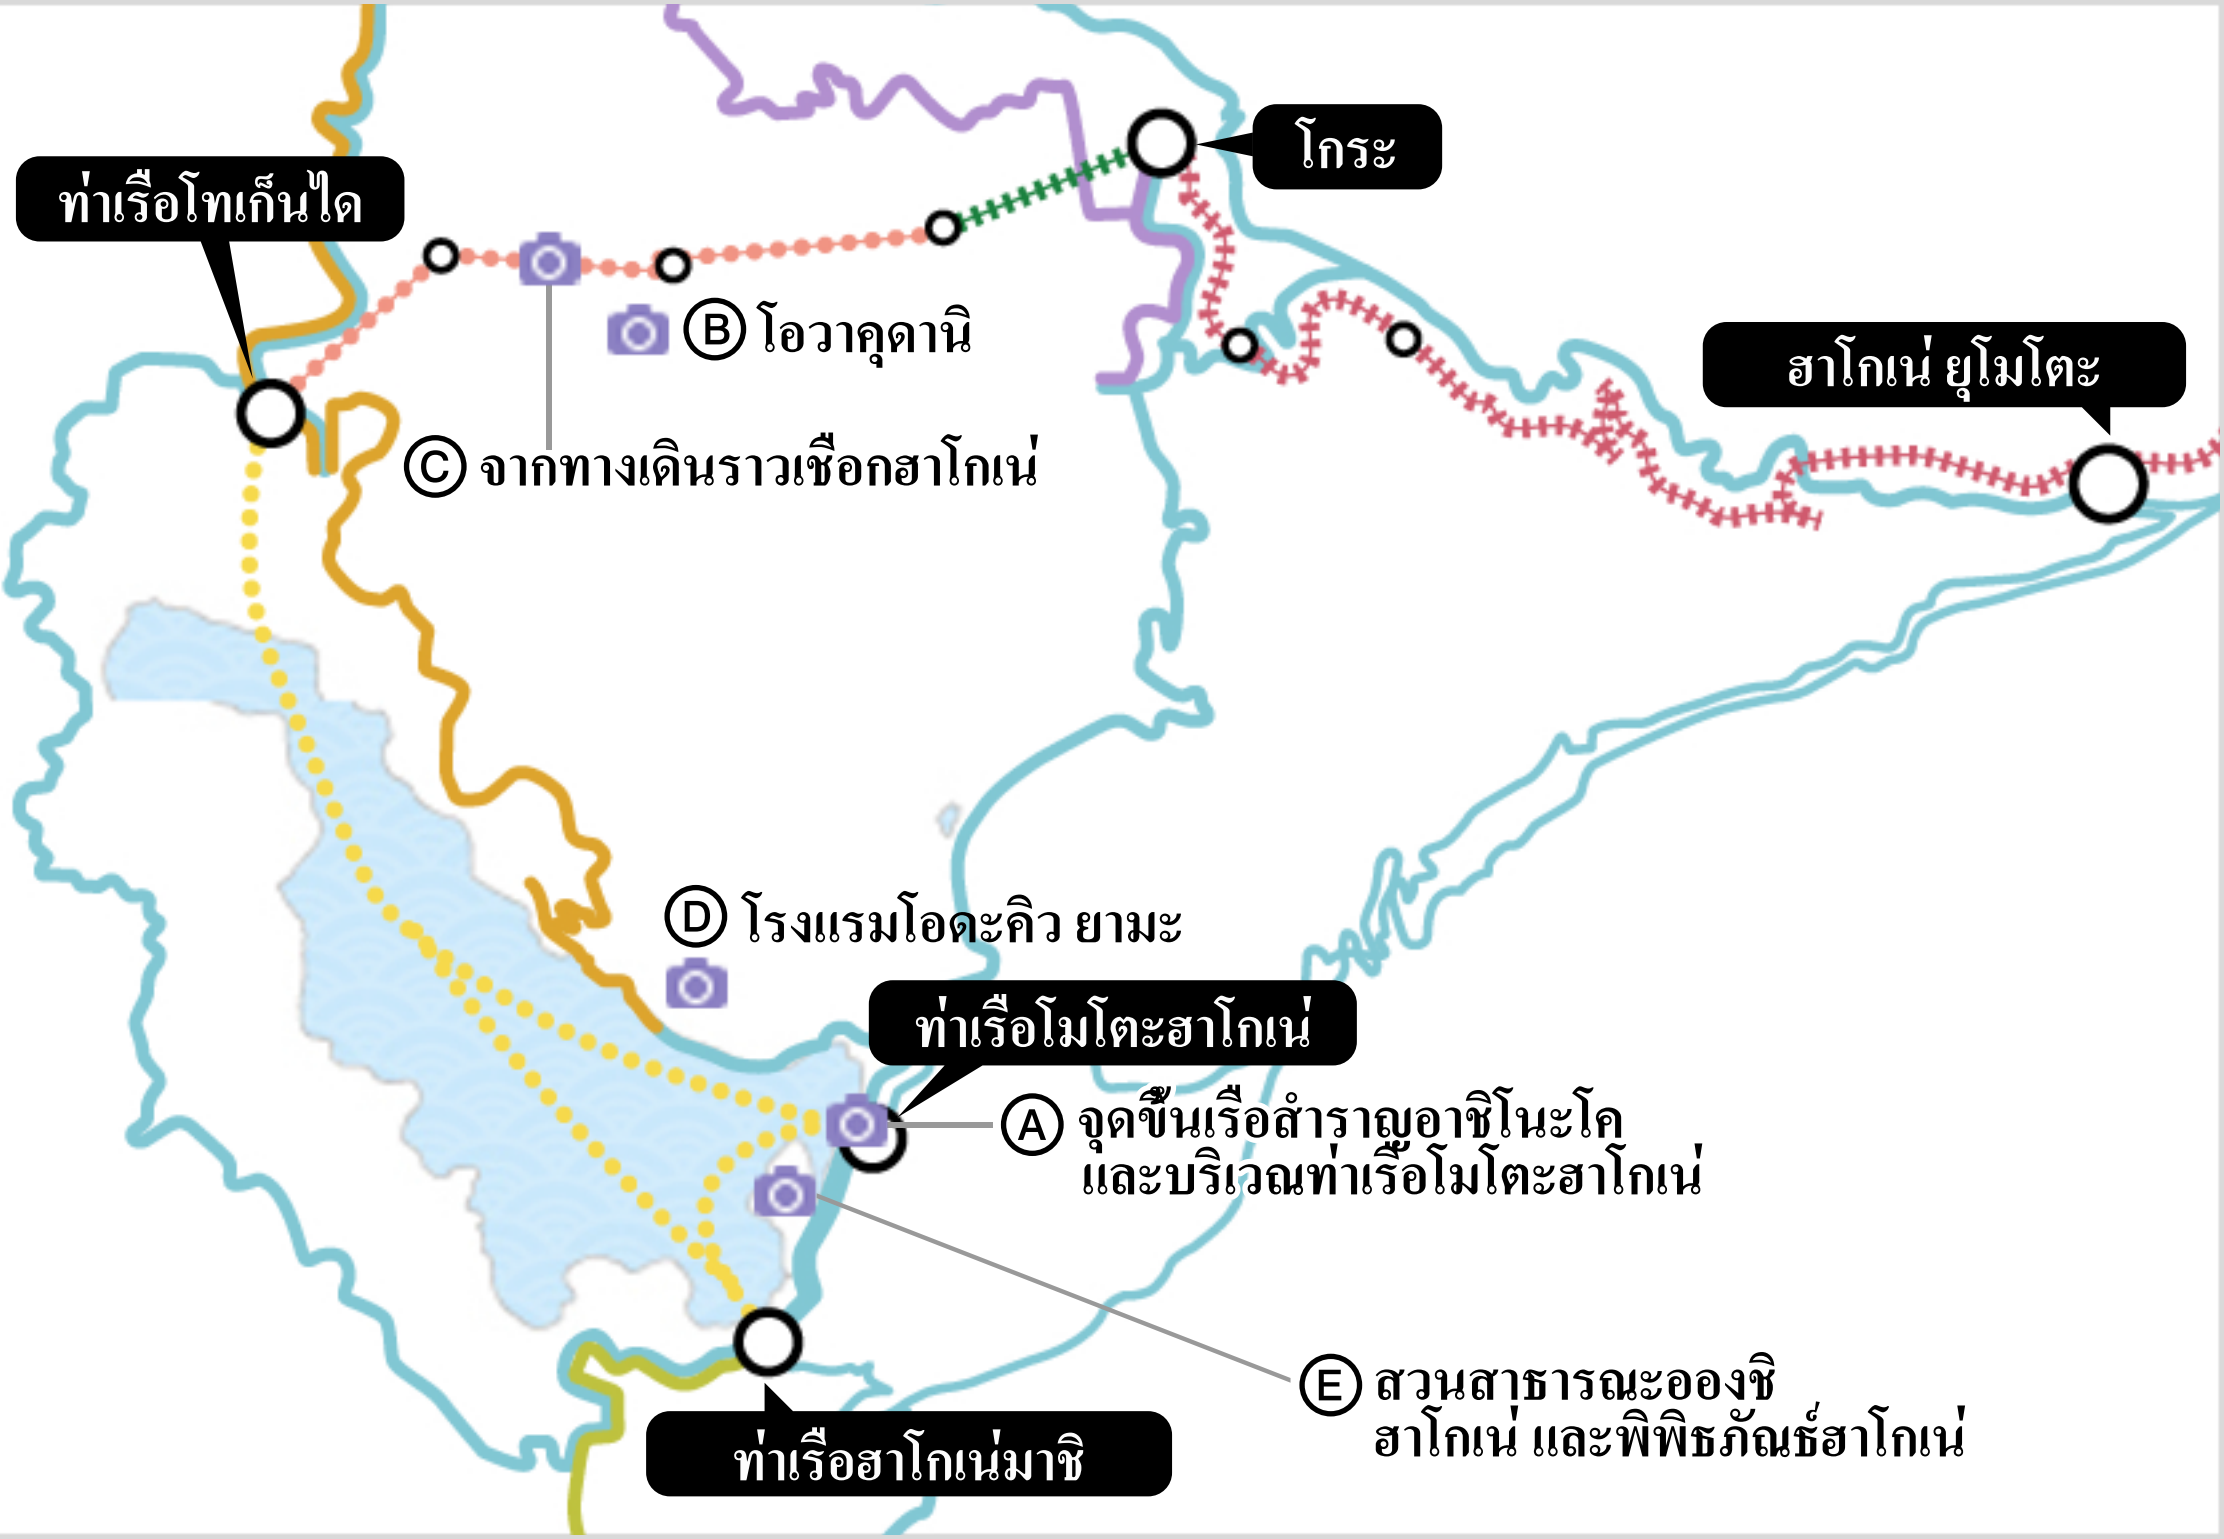 โกระ
ท่าเรือโทเก็นได
B โอวาคุดานิ
ฮาโกเน่ ยุโมโตะ
C จากทางเดินราวเชือกฮาโกเน่
D โรงแรมโอดะคิว ยามะ
ท่าเรือโมโตะฮาโกเน่
A จุดขึ้นเรือสำราญอาชิโนะโค
และบริเวณท่าเรือโมโตะฮาโกเน่
E สวนสาธารณะอองชิ
ฮาโกเน่ และพิพิธภัณธ์ฮาโกเน่
ท่าเรือฮาโกเน่มาชิ